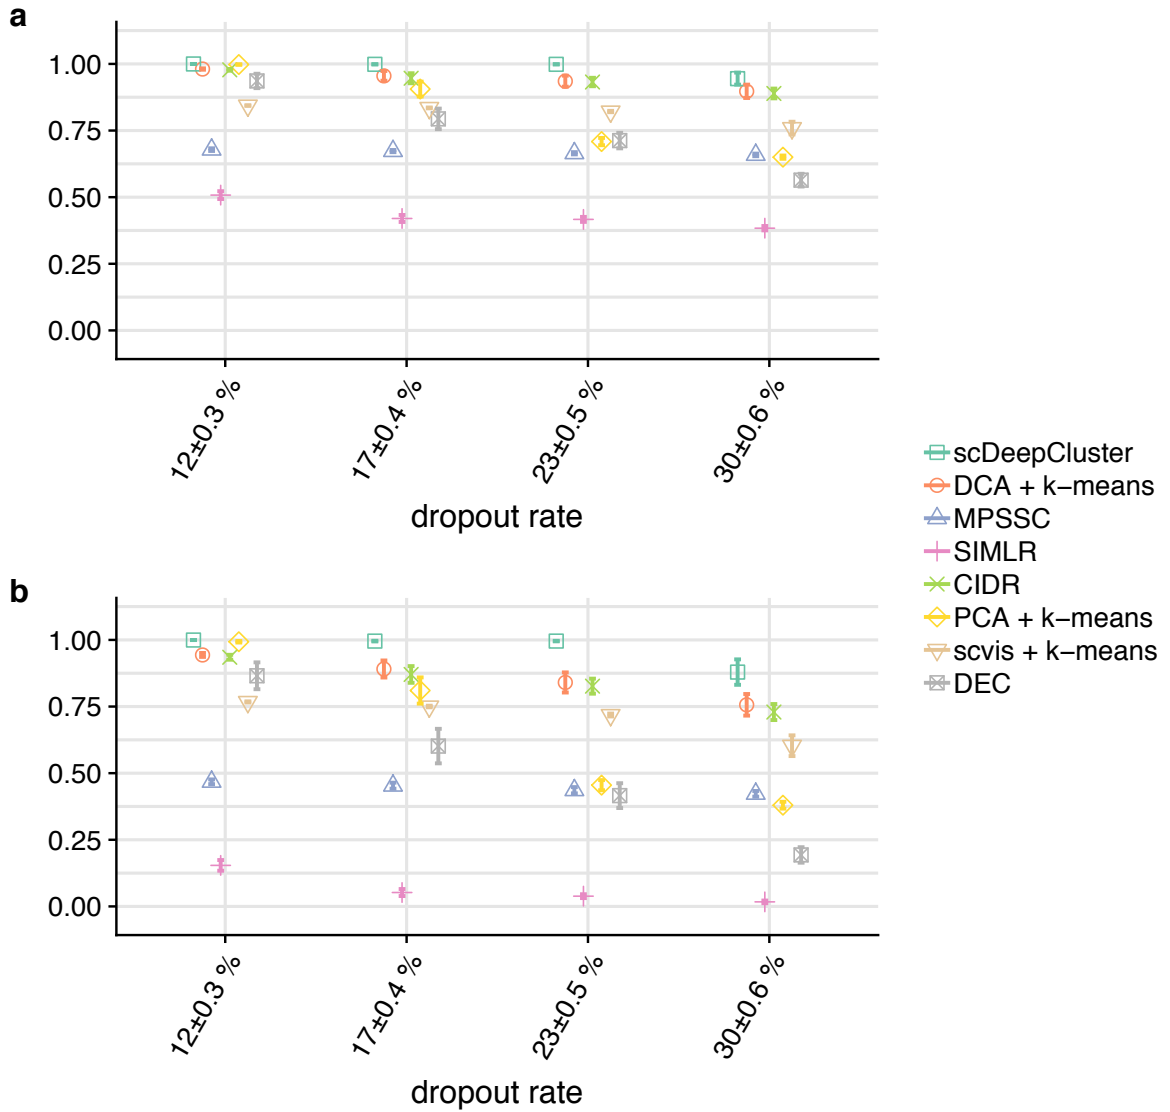 a
1.00
0.75
0.50
0.25
0.00
12±0.3 %
17±0.4 %
23±0.5 %
30±0.6 %
dropout rate
scDeepCluster
DCA + k−means
MPSSC
SIMLR
CIDR
PCA + k−means
scvis + k−means
DEC
b
1.00
0.75
0.50
0.25
0.00
12±0.3 %
17±0.4 %
23±0.5 %
30±0.6 %
dropout rate